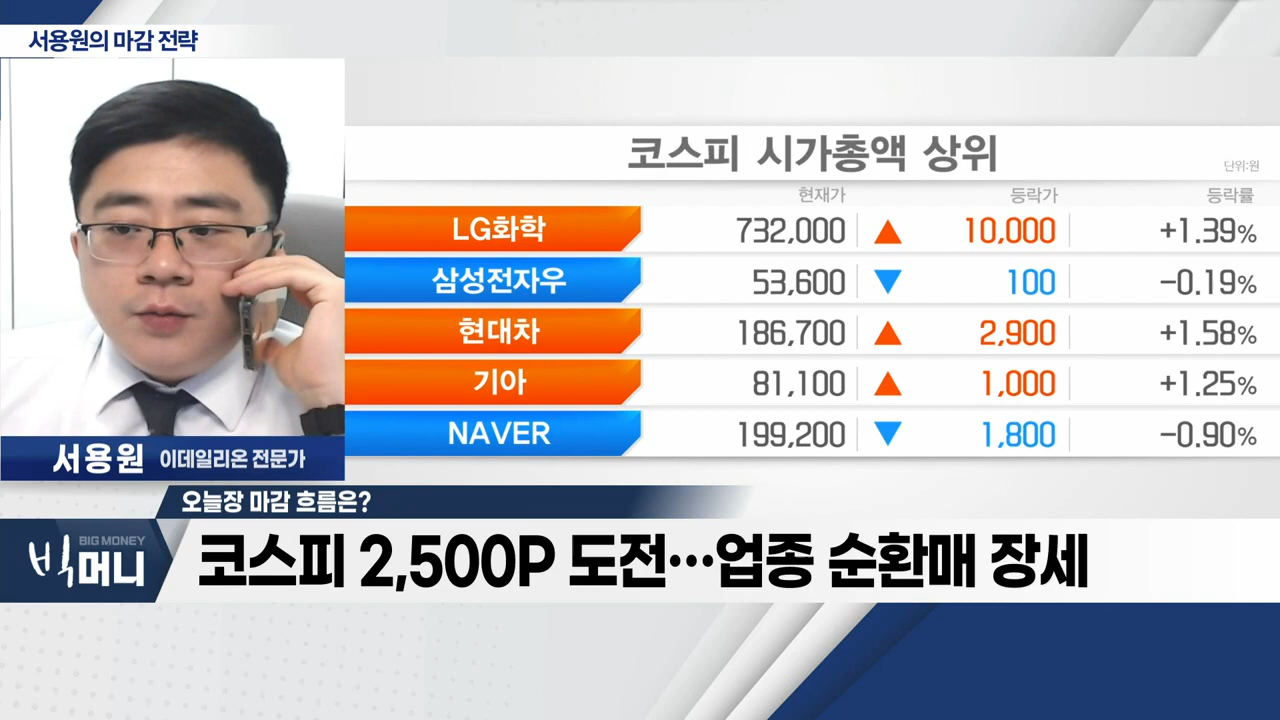 서용원의 마감 전략
코스피 시가총액 상위
단위:원
현재가 등락가 등락률
LG화학 732,000 ▲ 10,000 +1.39%
삼성전자우 53,600 ▼ 100 -0.19%
현대차 186,700 ▲ 2,900 +1.58%
기아 81,100 ▲ 1,000 +1.25%
NAVER 199,200 ▼ 1,800 -0.90%
서용원 이데일리온 전문가
오늘장 마감 흐름은?
BIG MONEY
빅머니
코스피 2,500P 도전…업종 순환매 장세